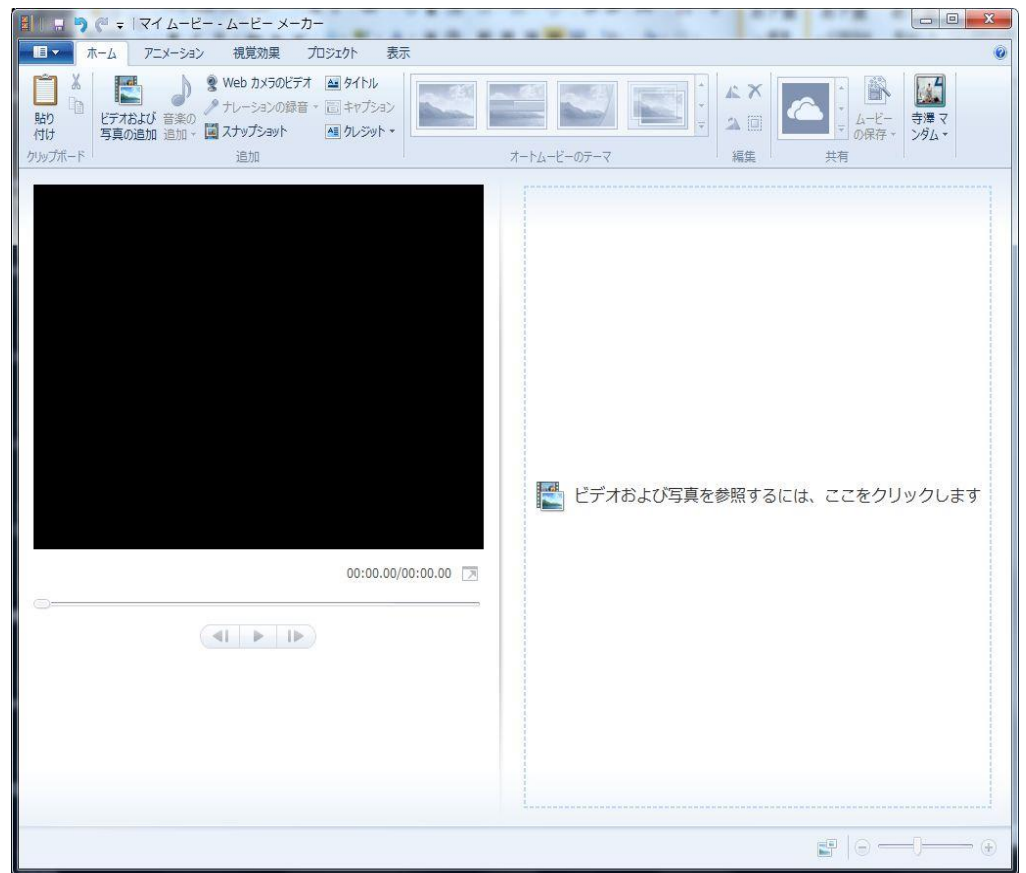 マイ ムービー - ムービー メーカー
ホーム アニメーション 視覚効果 プロジェクト 表示
貼り
付け
ビデオおよび
写真の追加
音楽の
追加
Web カメラのビデオ
ナレーションの録音
スナップショット
タイトル
キャプション
クレジット
ムービー
の保存
寺澤 マ
ンダム
クリップボード 追加 オートムービーのテーマ 編集 共有
ビデオおよび写真を参照するには、ここをクリックします
00:00.00/00:00.00